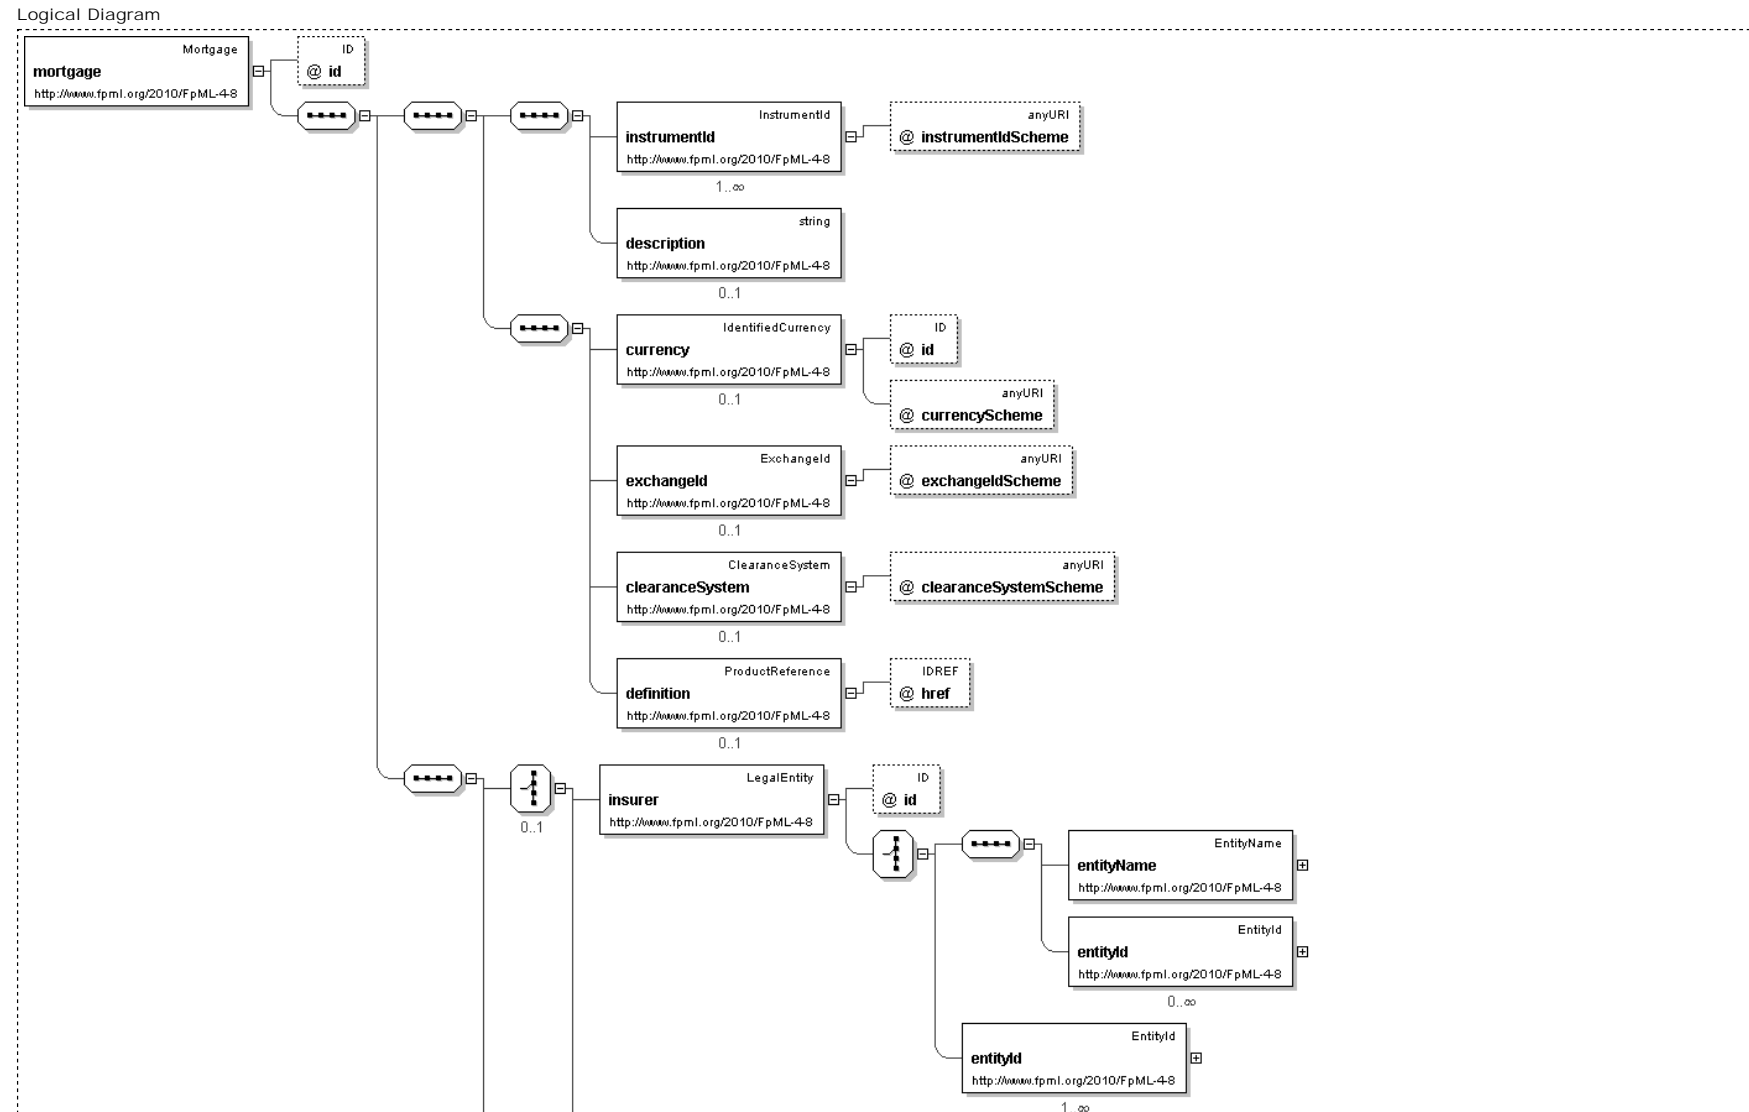 Logical Diagram
Mortgage
mortgage
http://www.fpml.org/2010/FpML-4-8
ID
@ id
InstrumentId
instrumentId
http://www.fpml.org/2010/FpML-4-8
1..∞
anyURI
@ instrumentIdScheme
string
description
http://www.fpml.org/2010/FpML-4-8
0..1
IdentifiedCurrency
currency
http://www.fpml.org/2010/FpML-4-8
0..1
ID
@ id
anyURI
@ currencyScheme
ExchangeId
exchangeId
http://www.fpml.org/2010/FpML-4-8
0..1
anyURI
@ exchangeIdScheme
ClearanceSystem
clearanceSystem
http://www.fpml.org/2010/FpML-4-8
0..1
anyURI
@ clearanceSystemScheme
ProductReference
definition
http://www.fpml.org/2010/FpML-4-8
0..1
IDREF
@ href
0..1
LegalEntity
insurer
http://www.fpml.org/2010/FpML-4-8
ID
@ id
EntityName
entityName
http://www.fpml.org/2010/FpML-4-8
EntityId
entityId
http://www.fpml.org/2010/FpML-4-8
0..∞
EntityId
entityId
http://www.fpml.org/2010/FpML-4-8
1..∞